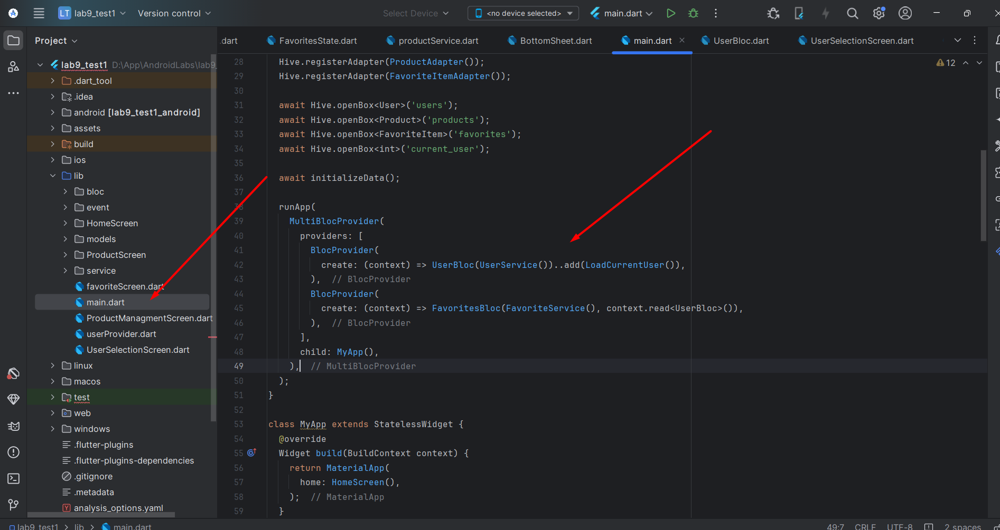 LT lab9_test1 Version control Select Device <no device selected> main.dart
Project
.dart FavoritesState.dart productService.dart BottomSheet.dart main.dart UserBloc.dart UserSelectionScreen.dart
12
lab9_test1 D:\App\AndroidLabs\lab9_
.dart_tool
.idea
android [lab9_test1_android]
assets
build
ios
lib
bloc
event
HomeScreen
models
ProductScreen
service
favoriteScreen.dart
main.dart
ProductManagmentScreen.dart
userProvider.dart
UserSelectionScreen.dart
linux
macos
test
web
windows
.flutter-plugins
.flutter-plugins-dependencies
.gitignore
.metadata
analysis_options.yaml
28 Hive.registerAdapter(ProductAdapter());
29 Hive.registerAdapter(FavoriteItemAdapter());
30
31 await Hive.openBox<User>('users');
32 await Hive.openBox<Product>('products');
33 await Hive.openBox<FavoriteItem>('favorites');
34 await Hive.openBox<int>('current_user');
35
36 await initializeData();
37
38 runApp(
39 MultiBlocProvider(
40 providers: [
41 BlocProvider(
42 create: (context) => UserBloc(UserService())..add(LoadCurrentUser()),
43 ), // BlocProvider
44 BlocProvider(
45 create: (context) => FavoritesBloc(FavoriteService(), context.read<UserBloc>()),
46 ), // BlocProvider
47 ],
48 child: MyApp(),
49 ), // MultiBlocProvider
50 );
51 }
52
53 class MyApp extends StatelessWidget {
54 @override
55 Widget build(BuildContext context) {
56 return MaterialApp(
57 home: HomeScreen(),
58 ); // MaterialApp
59 }
lab9_test1 > lib > main.dart 49:7 CRLF UTF-8 2 spaces